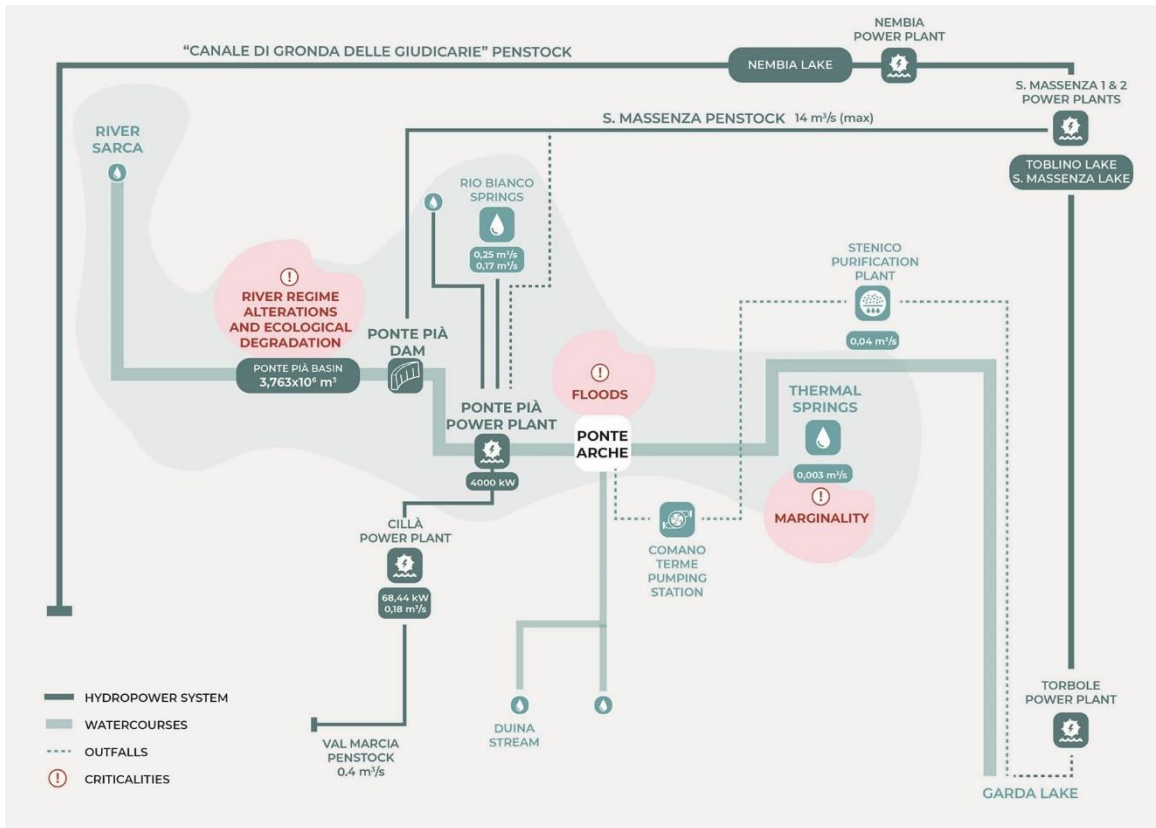 "CANALE DI GRONDA DELLE GIUDICARIE" PENSTOCK
NEMBIA LAKE
NEMBIA
POWER PLANT
S. MASSENZA 1 & 2
POWER PLANTS
S. MASSENZA PENSTOCK 14 m³/s (max)
TOBLINO LAKE
S. MASSENZA LAKE
RIVER
SARCA
RIO BIANCO
SPRINGS
0,25 m³/s
0,17 m³/s
RIVER REGIME
ALTERATIONS
AND ECOLOGICAL
DEGRADATION
PONTE PIÀ BASIN
3,763x10⁶ m³
PONTE PIÀ
DAM
PONTE PIÀ
POWER PLANT
4000 kW
FLOODS
PONTE
ARCHE
STENICO
PURIFICATION
PLANT
0,04 m³/s
THERMAL
SPRINGS
0,003 m³/s
MARGINALITY
CILLÀ
POWER PLANT
68,44 kW
0,18 m³/s
COMANO
TERME
PUMPING
STATION
VAL MARCIA
PENSTOCK
0.4 m³/s
DUINA
STREAM
TORBOLE
POWER PLANT
GARDA LAKE
HYDROPOWER SYSTEM
WATERCOURSES
OUTFALLS
CRITICALITIES